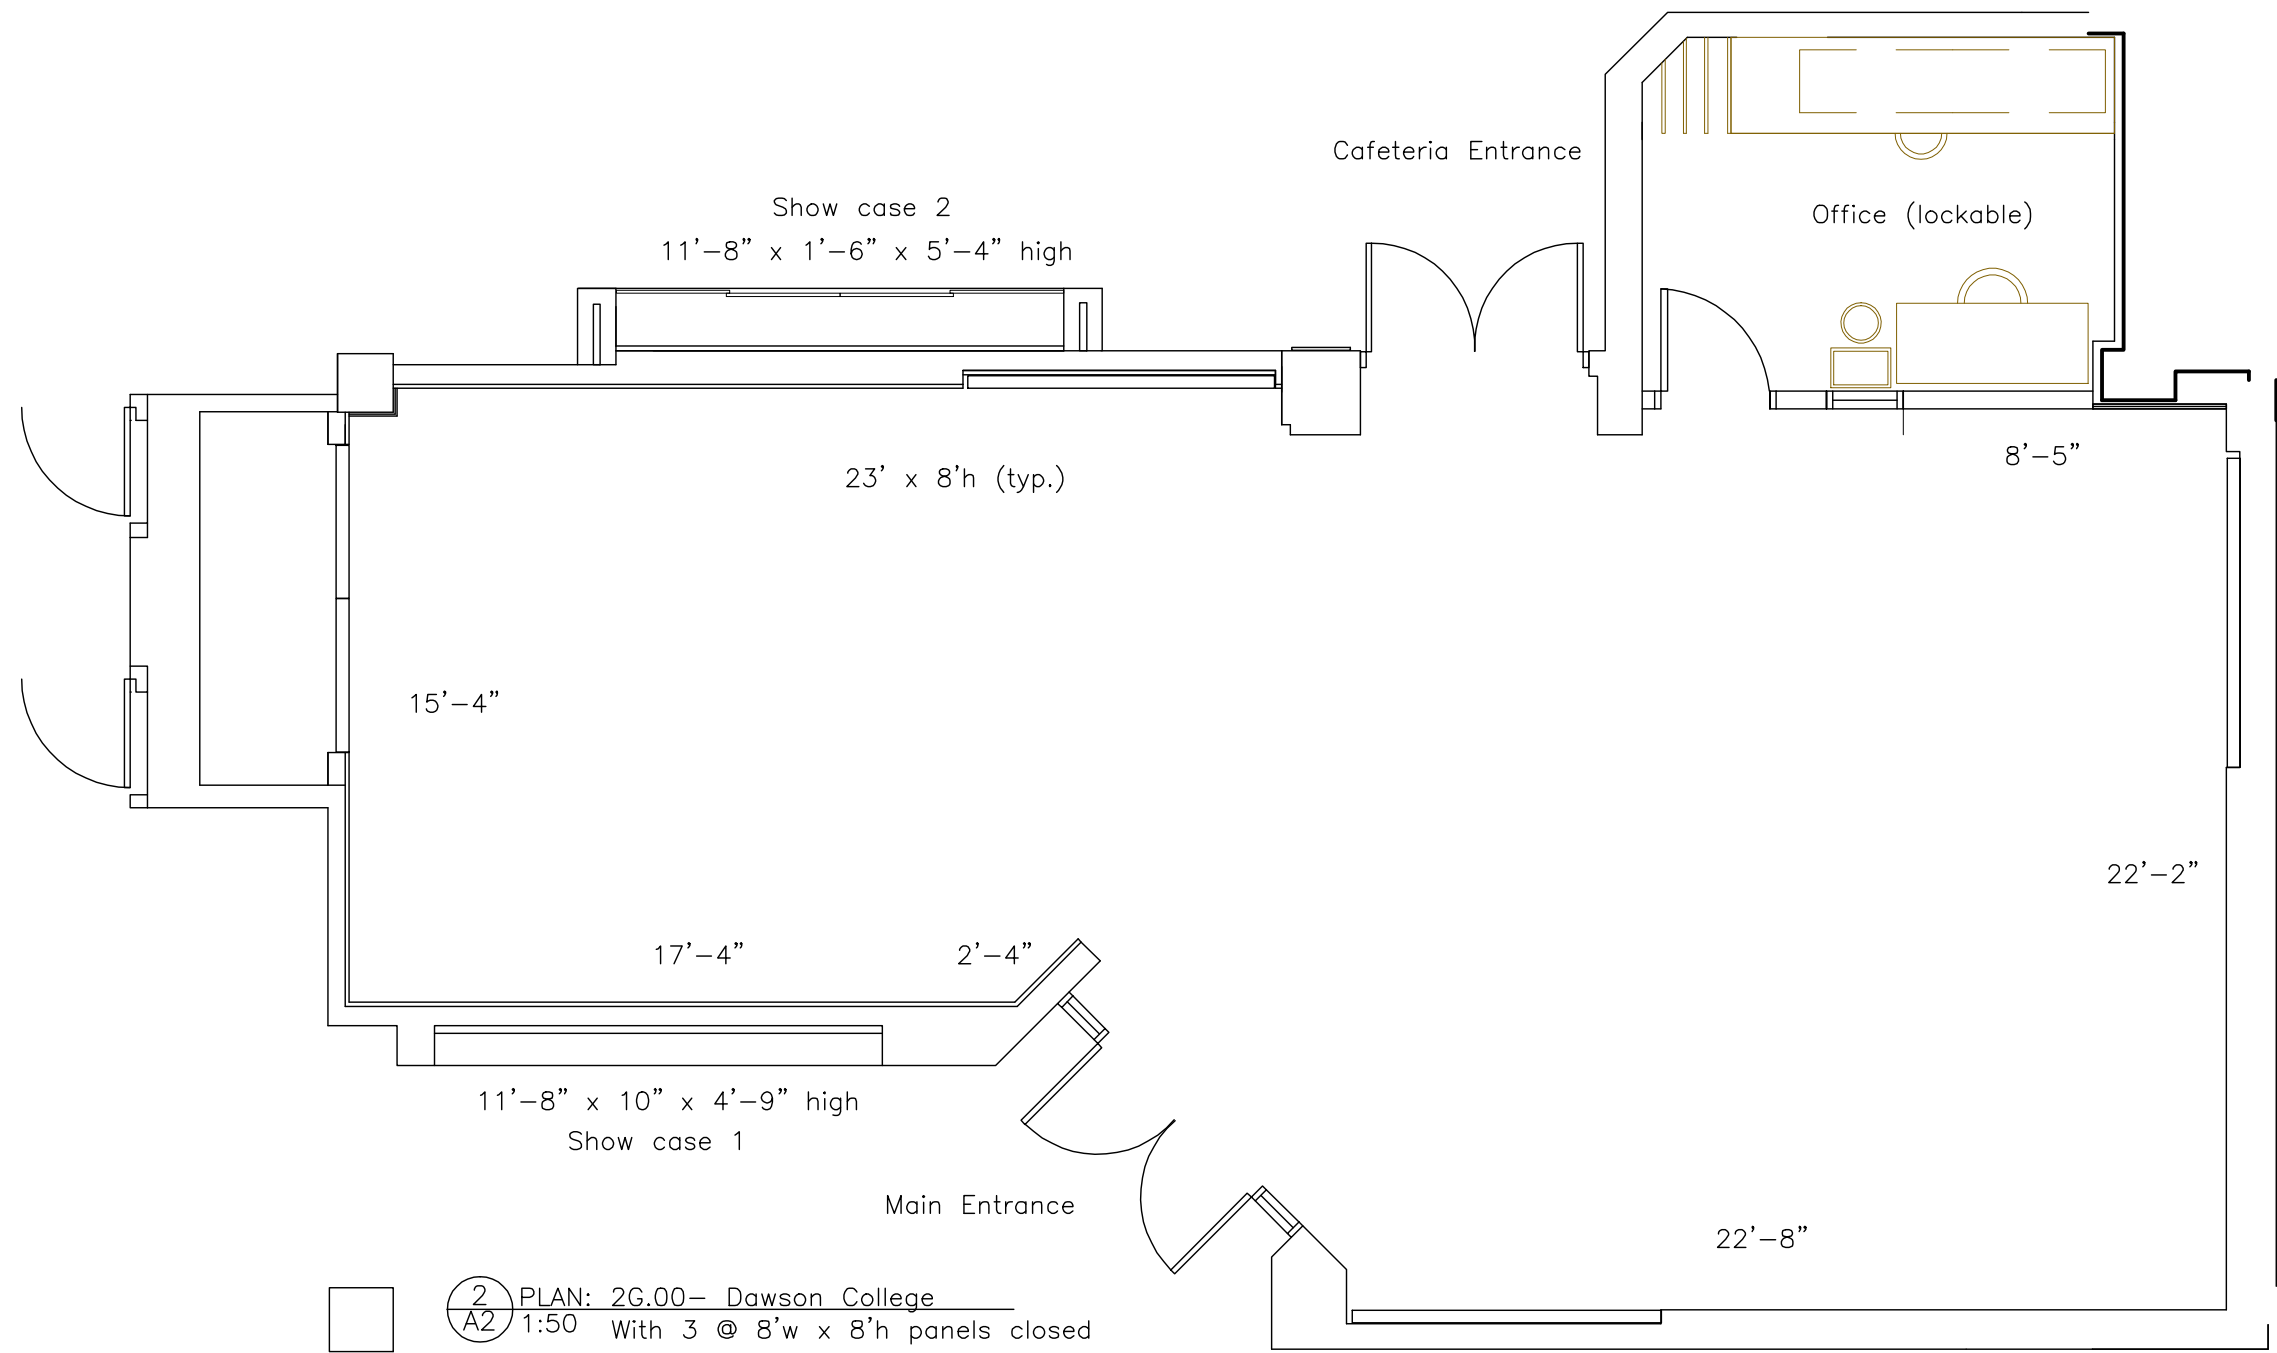 Cafeteria Entrance
Show case 2
11'-8” x 1'-6” x 5'-4” high
Office (lockable)
8'-5”
23' x 8'h (typ.)
15'-4”
22'-2”
17'-4”
2'-4”
11'-8” x 10” x 4'-9” high
Show case 1
Main Entrance
22'-8”
2
A2
PLAN: 2G.00- Dawson College
1:50
With 3 @ 8'w x 8'h panels closed